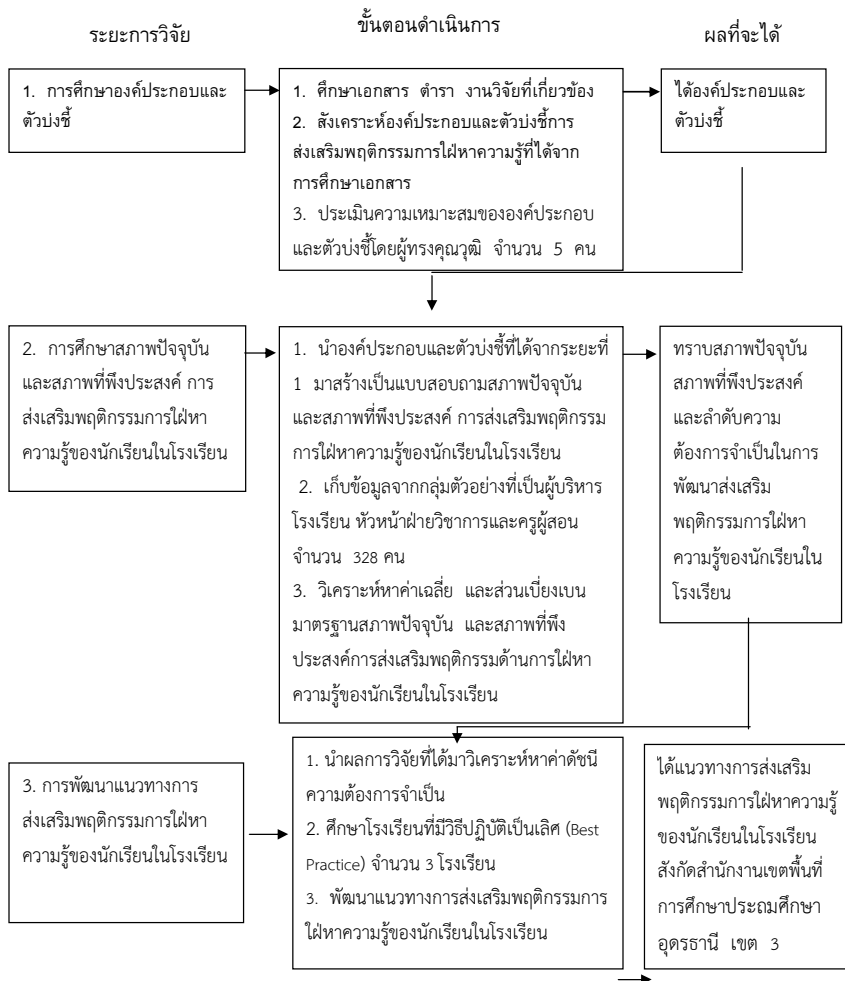 ระยะการวิจัย
ขั้นตอนดำเนินการ
ผลที่จะได้
1. การศึกษาองค์ประกอบและ
ตัวบ่งชี้
1. ศึกษาเอกสาร ตำรา งานวิจัยที่เกี่ยวข้อง
2. สังเคราะห์องค์ประกอบและตัวบ่งชี้การ
ส่งเสริมพฤติกรรมการใฝ่หาความรู้ที่ได้จาก
การศึกษาเอกสาร
3. ประเมินความเหมาะสมขององค์ประกอบ
และตัวบ่งชี้โดยผู้ทรงคุณวุฒิ จำนวน 5 คน
ได้องค์ประกอบและ
ตัวบ่งชี้
2. การศึกษาสภาพปัจจุบัน
และสภาพที่พึงประสงค์ การ
ส่งเสริมพฤติกรรมการใฝ่หา
ความรู้ของนักเรียนในโรงเรียน
1. นำองค์ประกอบและตัวบ่งชี้ที่ได้จากระยะที่
1 มาสร้างเป็นแบบสอบถามสภาพปัจจุบัน
และสภาพที่พึงประสงค์ การส่งเสริมพฤติกรรม
การใฝ่หาความรู้ของนักเรียนในโรงเรียน
2. เก็บข้อมูลจากกลุ่มตัวอย่างที่เป็นผู้บริหาร
โรงเรียน หัวหน้าฝ่ายวิชาการและครูผู้สอน
จำนวน 328 คน
3. วิเคราะห์หาค่าเฉลี่ย และส่วนเบี่ยงเบน
มาตรฐานสภาพปัจจุบัน และสภาพที่พึง
ประสงค์การส่งเสริมพฤติกรรมด้านการใฝ่หา
ความรู้ของนักเรียนในโรงเรียน
ทราบสภาพปัจจุบัน
สภาพที่พึงประสงค์
และลำดับความ
ต้องการจำเป็นในการ
พัฒนาส่งเสริม
พฤติกรรมการใฝ่หา
ความรู้ของนักเรียนใน
โรงเรียน
3. การพัฒนาแนวทางการ
ส่งเสริมพฤติกรรมการใฝ่หา
ความรู้ของนักเรียนในโรงเรียน
1. นำผลการวิจัยที่ได้มาวิเคราะห์หาค่าดัชนี
ความต้องการจำเป็น
2. ศึกษาโรงเรียนที่มีวิธีปฏิบัติเป็นเลิศ (Best
Practice) จำนวน 3 โรงเรียน
3. พัฒนาแนวทางการส่งเสริมพฤติกรรมการ
ใฝ่หาความรู้ของนักเรียนในโรงเรียน
ได้แนวทางการส่งเสริม
พฤติกรรมการใฝ่หาความรู้
ของนักเรียนในโรงเรียน
สังกัดสำนักงานเขตพื้นที่
การศึกษาประถมศึกษา
อุดรธานี เขต 3